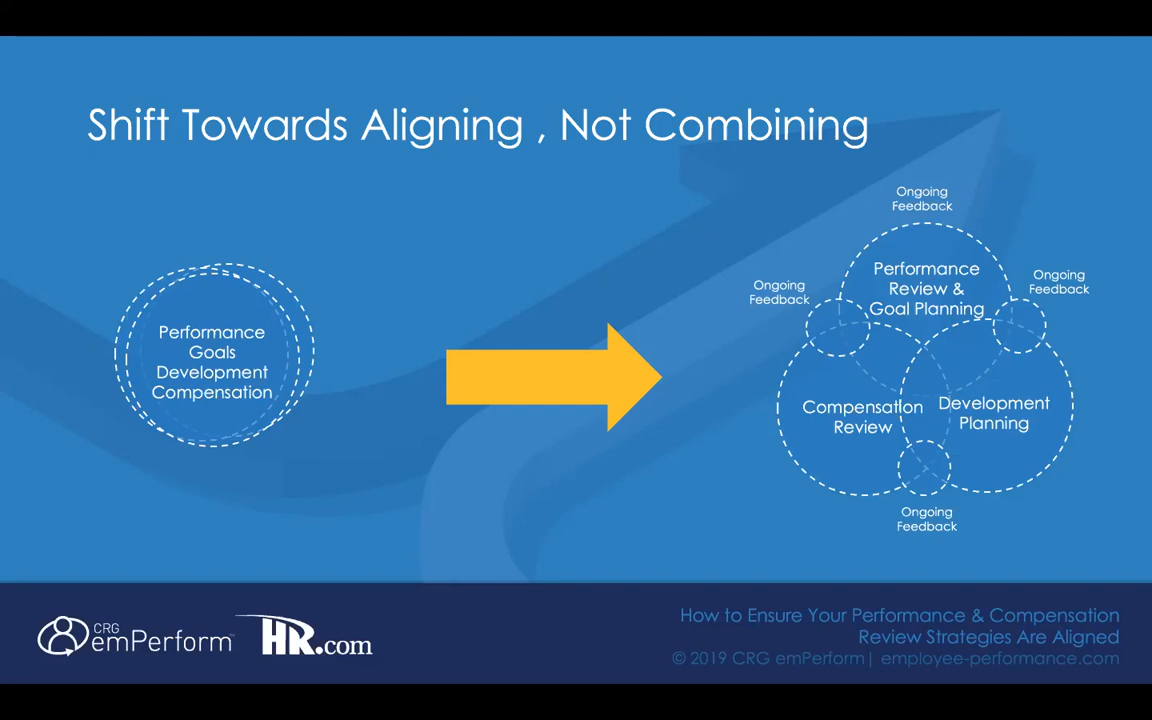 Shift Towards Aligning , Not Combining
Performance
Goals
Development
Compensation
Ongoing
Feedback
Performance
Review &
Goal Planning
Ongoing
Feedback
Ongoing
Feedback
Compensation
Review
Development
Planning
Ongoing
Feedback
CRG
emPerform™
HR.com
How to Ensure Your Performance & Compensation
Review Strategies Are Aligned
© 2019 CRG emPerform| employee-performance.com